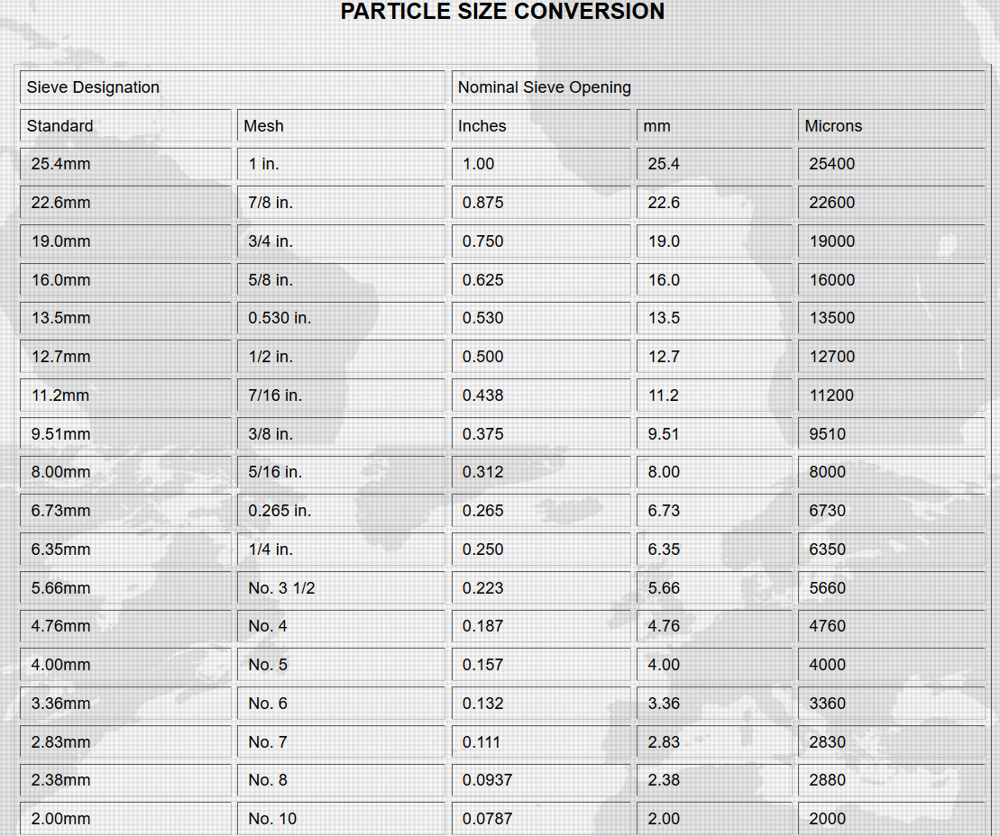 PARTICLE SIZE CONVERSION
Sieve Designation Nominal Sieve Opening
Standard Mesh Inches mm Microns
25.4mm 1 in. 1.00 25.4 25400
22.6mm 7/8 in. 0.875 22.6 22600
19.0mm 3/4 in. 0.750 19.0 19000
16.0mm 5/8 in. 0.625 16.0 16000
13.5mm 0.530 in. 0.530 13.5 13500
12.7mm 1/2 in. 0.500 12.7 12700
11.2mm 7/16 in. 0.438 11.2 11200
9.51mm 3/8 in. 0.375 9.51 9510
8.00mm 5/16 in. 0.312 8.00 8000
6.73mm 0.265 in. 0.265 6.73 6730
6.35mm 1/4 in. 0.250 6.35 6350
5.66mm No. 3 1/2 0.223 5.66 5660
4.76mm No. 4 0.187 4.76 4760
4.00mm No. 5 0.157 4.00 4000
3.36mm No. 6 0.132 3.36 3360
2.83mm No. 7 0.111 2.83 2830
2.38mm No. 8 0.0937 2.38 2880
2.00mm No. 10 0.0787 2.00 2000